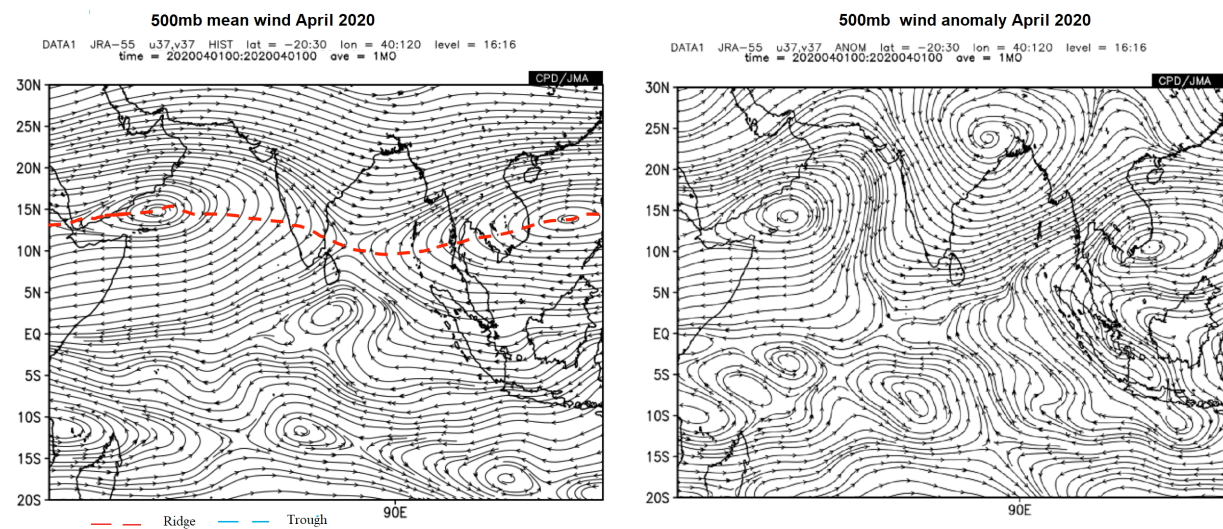 500mb mean wind April 2020
DATA1 JRA-55 u37,v37 HIST lat = -20:30 lon = 40:120 level = 16:16
time = 2020040100:2020040100 ave = 1MO
CPD/JMA
30N
25N
20N
15N
10N
5N
EQ
5S
10S
15S
20S
90E
Ridge
Trough
500mb wind anomaly April 2020
DATA1 JRA-55 u37,v37 ANOM lat = -20:30 lon = 40:120 level = 16:16
time = 2020040100:2020040100 ave = 1MO
CPD/JMA
30N
25N
20N
15N
10N
5N
EQ
5S
10S
15S
20S
90E